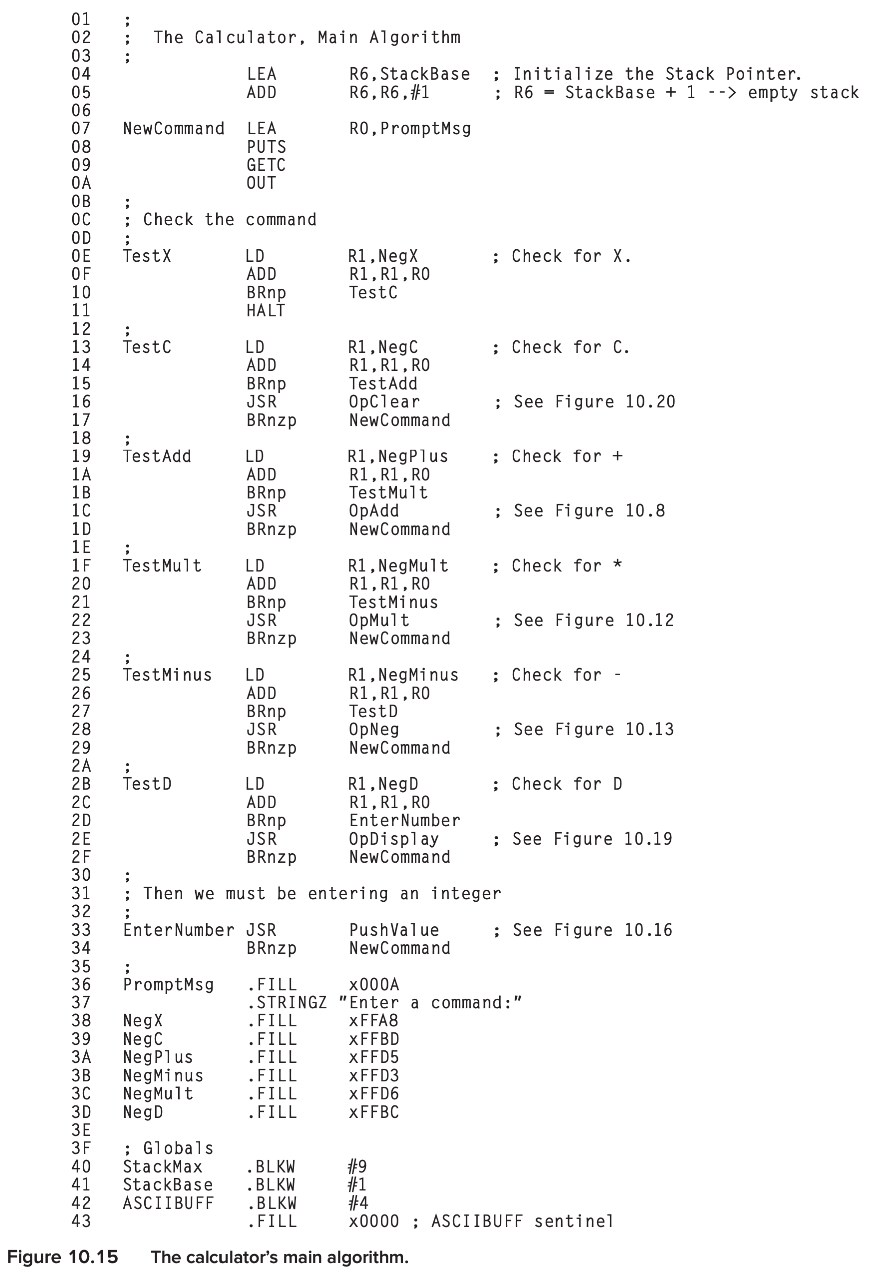 01 ;
02 ; The Calculator, Main Algorithm
03 ;
04 LEA R6,StackBase ; Initialize the Stack Pointer.
05 ADD R6,R6,#1 ; R6 = StackBase + 1 --> empty stack
06
07 NewCommand LEA R0,PromptMsg
08 PUTS
09 GETC
0A OUT
0B ;
0C ; Check the command
0D ;
0E TestX LD R1,NegX ; Check for X.
0F ADD R1,R1,R0
10 BRnp TestC
11 HALT
12 ;
13 TestC LD R1,NegC ; Check for C.
14 ADD R1,R1,R0
15 BRnp TestAdd
16 JSR OpClear ; See Figure 10.20
17 BRnzp NewCommand
18 ;
19 TestAdd LD R1,NegPlus ; Check for +
1A ADD R1,R1,R0
1B BRnp TestMult
1C JSR OpAdd ; See Figure 10.8
1D BRnzp NewCommand
1E ;
1F TestMult LD R1,NegMult ; Check for *
20 ADD R1,R1,R0
21 BRnp TestMinus
22 JSR OpMult ; See Figure 10.12
23 BRnzp NewCommand
24 ;
25 TestMinus LD R1,NegMinus ; Check for -
26 ADD R1,R1,R0
27 BRnp TestD
28 JSR OpNeg ; See Figure 10.13
29 BRnzp NewCommand
2A ;
2B TestD LD R1,NegD ; Check for D
2C ADD R1,R1,R0
2D BRnp EnterNumber
2E JSR OpDisplay ; See Figure 10.19
2F BRnzp NewCommand
30 ;
31 ; Then we must be entering an integer
32 ;
33 EnterNumber JSR PushValue ; See Figure 10.16
34 BRnzp NewCommand
35 ;
36 PromptMsg .FILL x000A
37 .STRINGZ "Enter a command:"
38 NegX .FILL xFFA8
39 NegC .FILL xFFBD
3A NegPlus .FILL xFFD5
3B NegMinus .FILL xFFD3
3C NegMult .FILL xFFD6
3D NegD .FILL xFFBC
3E
3F ; Globals
40 StackMax .BLKW #9
41 StackBase .BLKW #1
42 ASCIIBUFF .BLKW #4
43 .FILL x0000 ; ASCIIBUFF sentinel
Figure 10.15 The calculator's main algorithm.